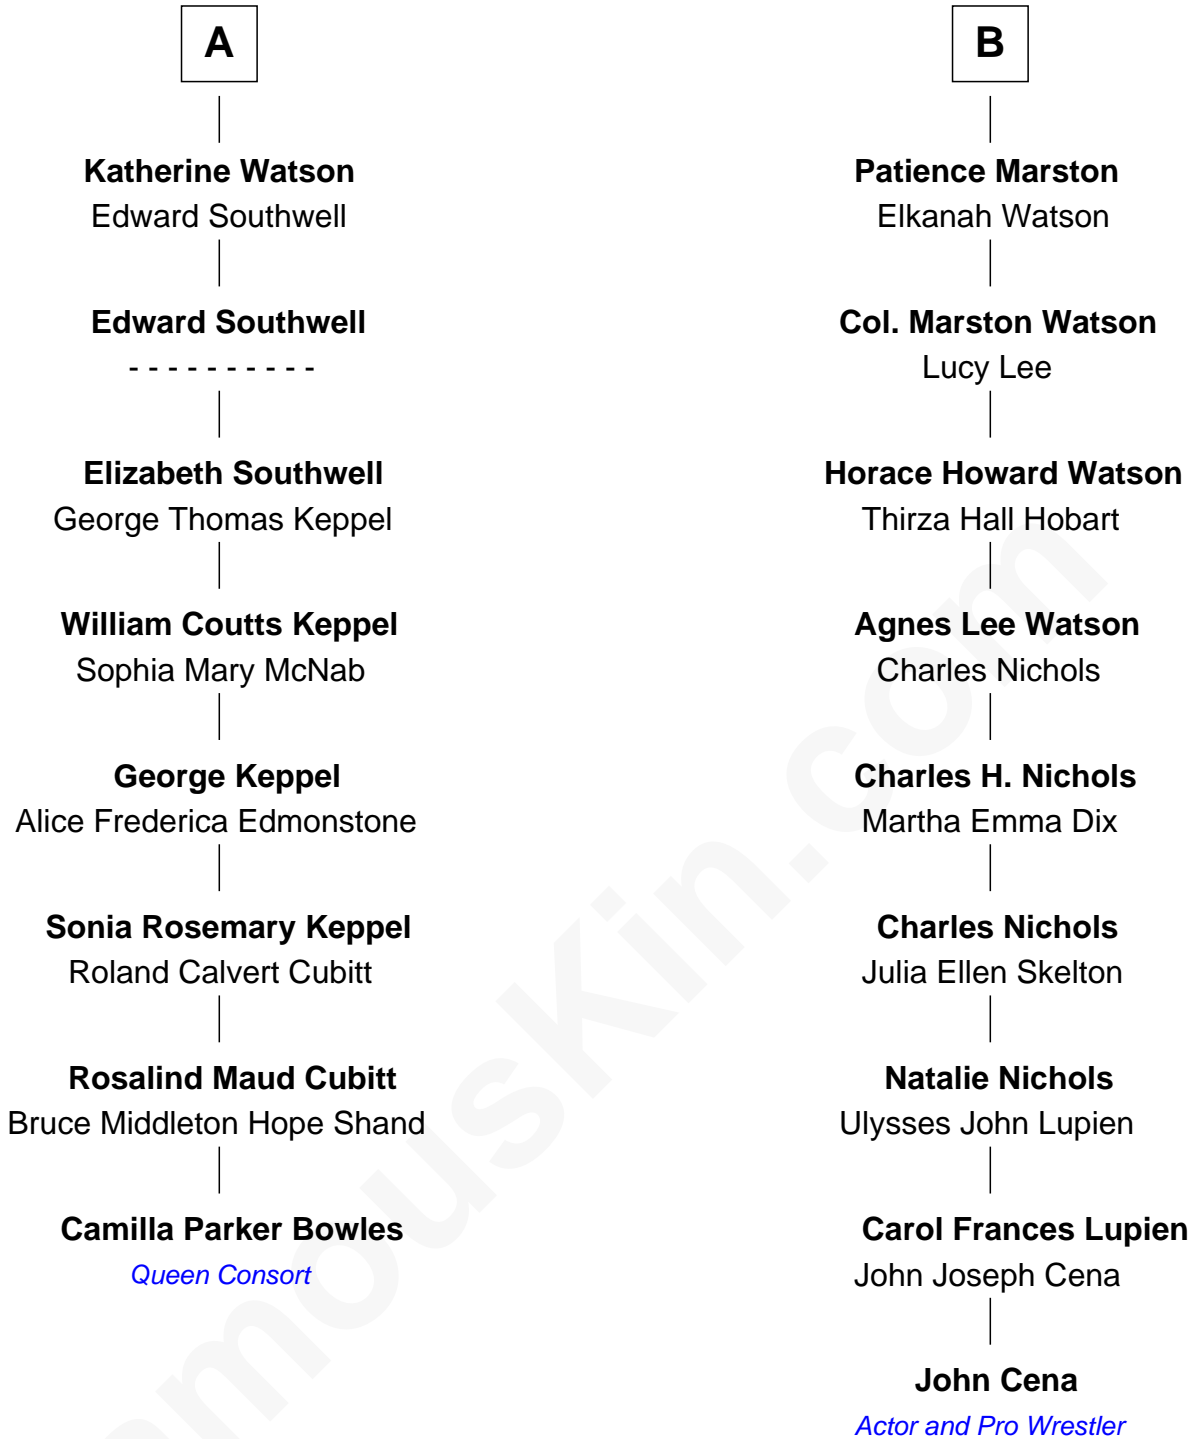 A
Katherine Watson
Edward Southwell
Edward Southwell
- - - - - - - - - -
Elizabeth Southwell
George Thomas Keppel
William Coutts Keppel
Sophia Mary McNab
George Keppel
Alice Frederica Edmonstone
Sonia Rosemary Keppel
Roland Calvert Cubitt
Rosalind Maud Cubitt
Bruce Middleton Hope Shand
Camilla Parker Bowles
Queen Consort
B
Patience Marston
Elkanah Watson
Col. Marston Watson
Lucy Lee
Horace Howard Watson
Thirza Hall Hobart
Agnes Lee Watson
Charles Nichols
Charles H. Nichols
Martha Emma Dix
Charles Nichols
Julia Ellen Skelton
Natalie Nichols
Ulysses John Lupien
Carol Frances Lupien
John Joseph Cena
John Cena
Actor and Pro Wrestler
amousKin.com